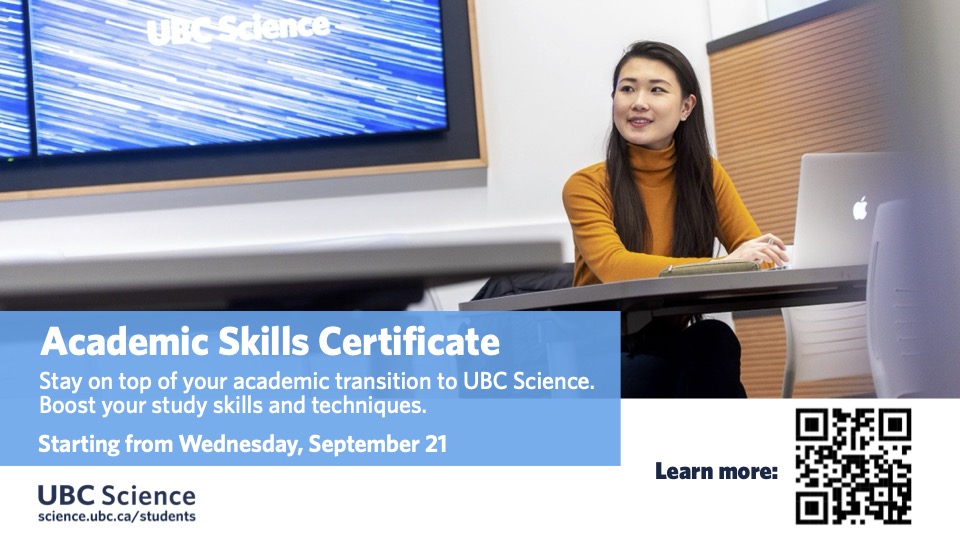 UBC Science
Academic Skills Certificate
Stay on top of your academic transition to UBC Science.
Boost your study skills and techniques.
Starting from Wednesday, September 21
Learn more:
UBC Science
science.ubc.ca/students